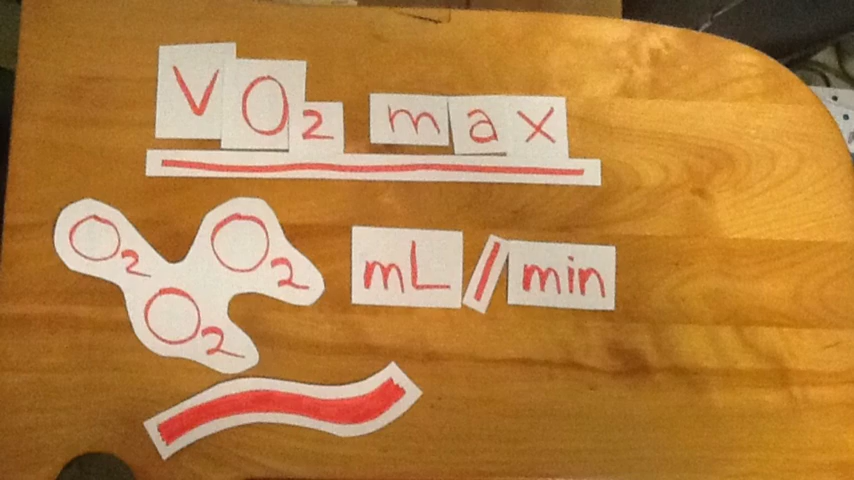 VO₂ max
O₂ O₂ mL/min
O₂